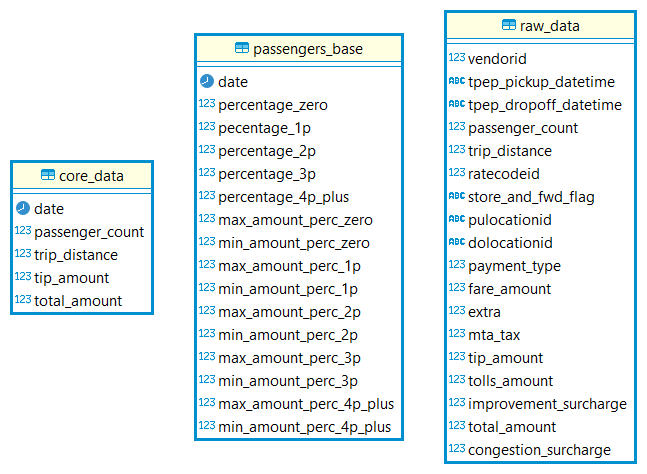 core_data
date
passenger_count
trip_distance
tip_amount
total_amount
passengers_base
date
percentage_zero
pecentage_1p
percentage_2p
percentage_3p
percentage_4p_plus
max_amount_perc_zero
min_amount_perc_zero
max_amount_perc_1p
min_amount_perc_1p
max_amount_perc_2p
min_amount_perc_2p
max_amount_perc_3p
min_amount_perc_3p
max_amount_perc_4p_plus
min_amount_perc_4p_plus
raw_data
123 vendorid
ABC tpep_pickup_datetime
ABC tpep_dropoff_datetime
123 passenger_count
123 trip_distance
123 ratecodeid
ABC store_and_fwd_flag
ABC pulocationid
ABC dolocationid
123 payment_type
123 fare_amount
123 extra
123 mta_tax
123 tip_amount
123 tolls_amount
123 improvement_surcharge
123 total_amount
123 congestion_surcharge